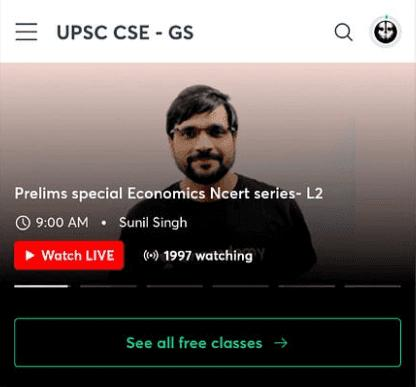 UPSC CSE - GS
Prelims special Economics Ncert series- L2
9:00 AM • Sunil Singh
Watch LIVE 1997 watching
See all free classes →